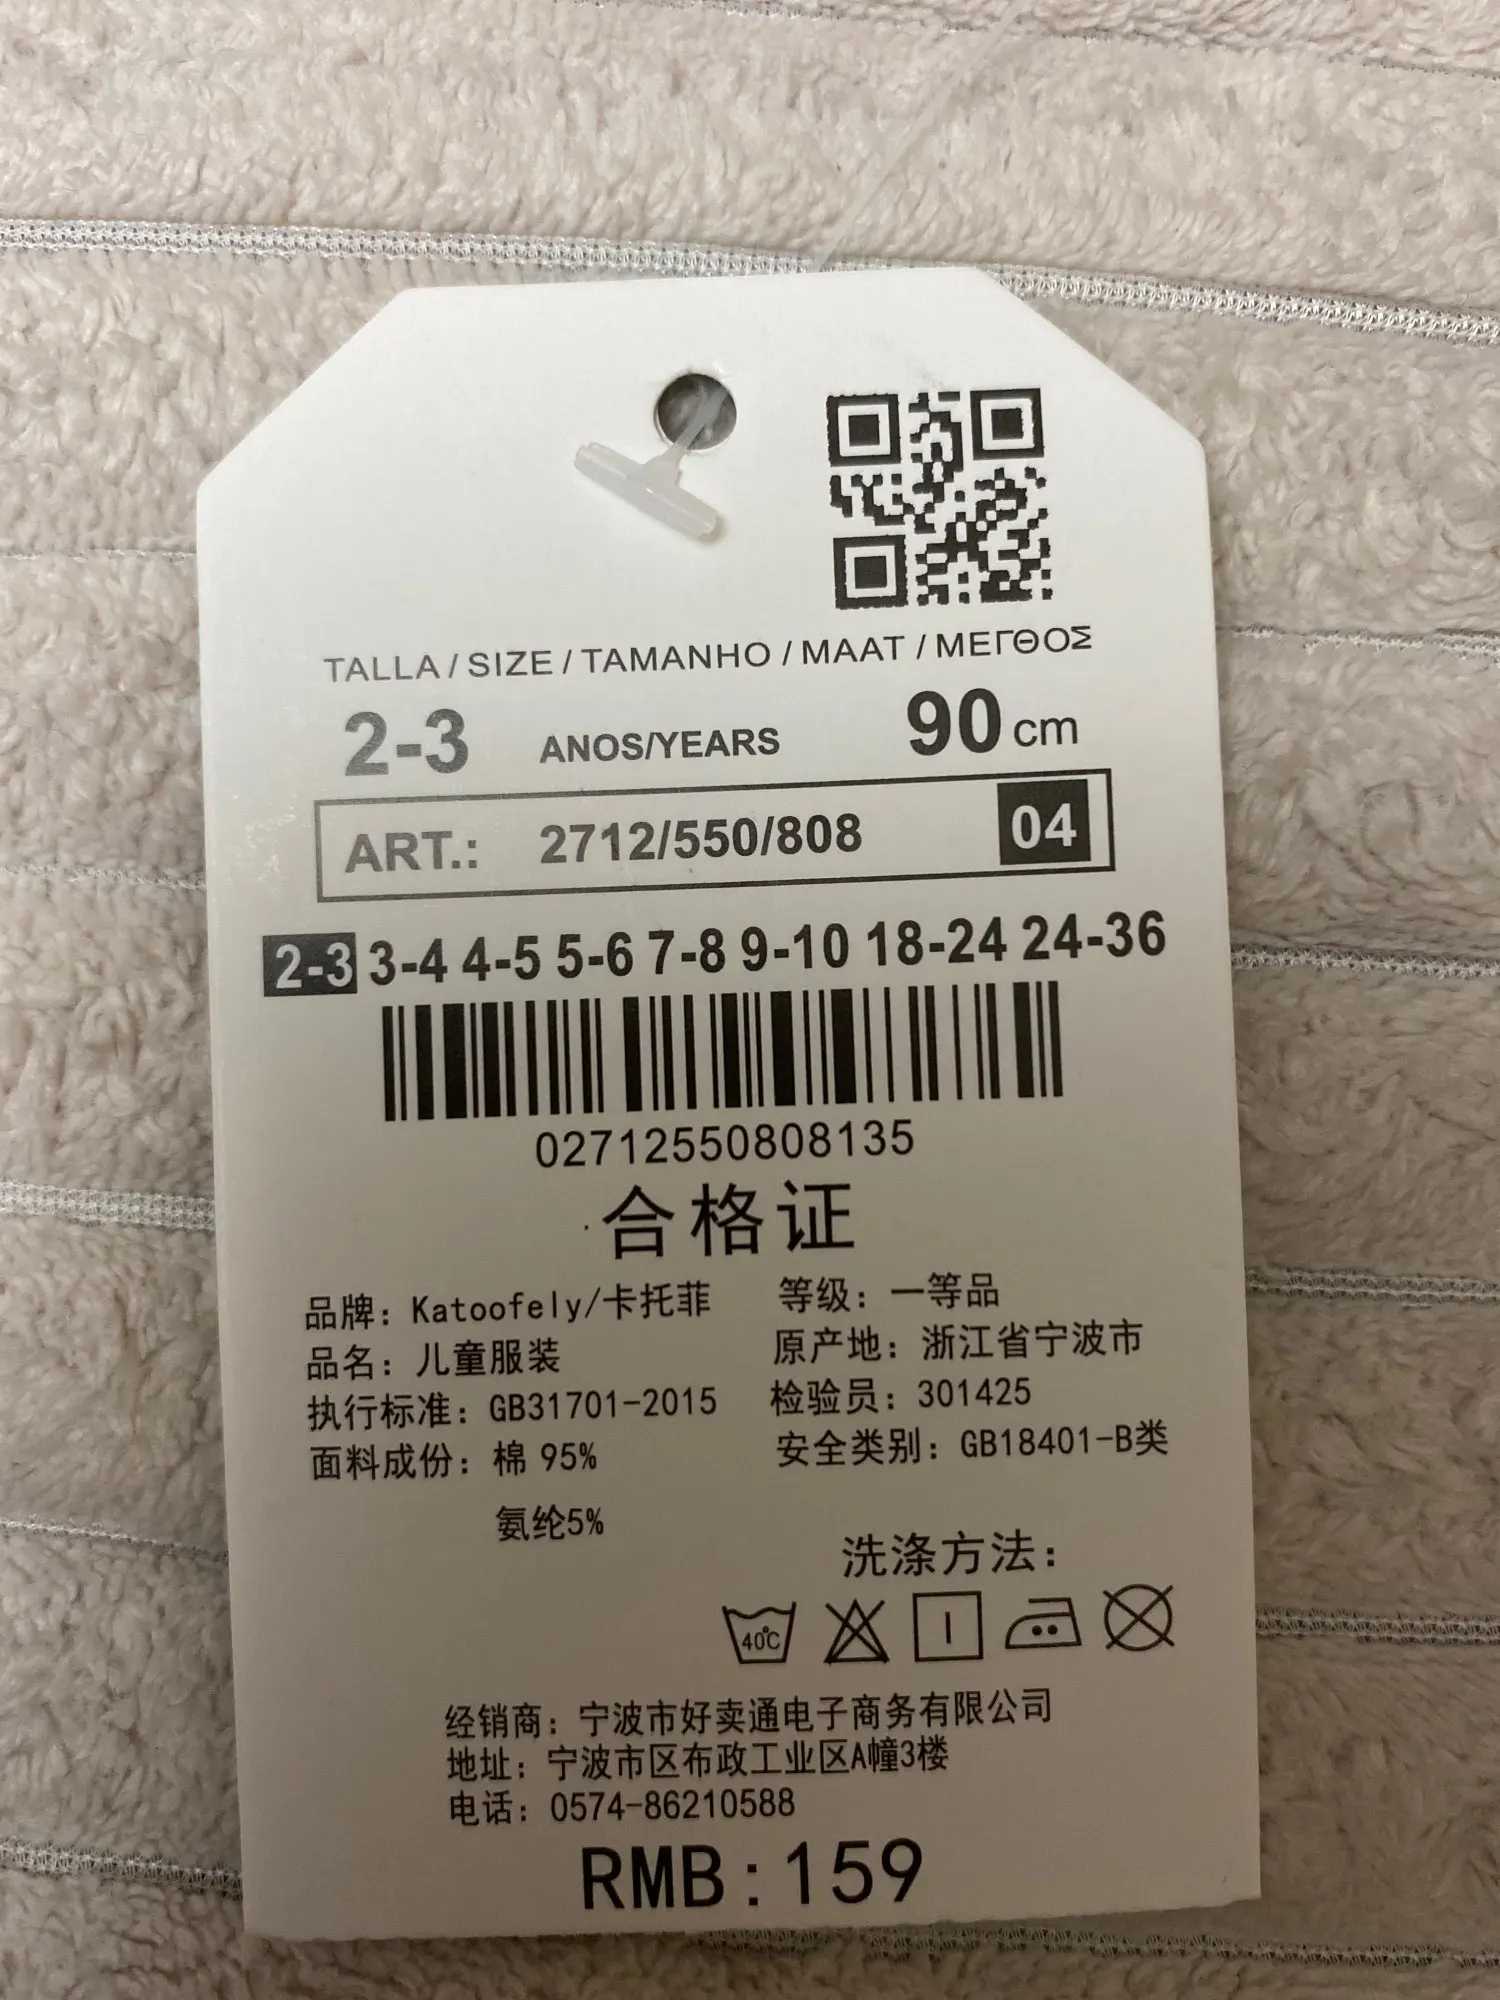 TALLA / SIZE / TAMANHO / MAAT / ΜΕΓΘΟΣ
2-3 ANOS/YEARS 90 cm
ART.: 2712/550/808 04
2-3 3-4 4-5 5-6 7-8 9-10 18-24 24-36
02712550808135
合格证
品牌：Katoofely/卡托菲 等级：一等品
品名：儿童服装 原产地：浙江省宁波市
执行标准：GB31701-2015 检验员：301425
面料成份：棉 95% 安全类别：GB18401-B类
氨纶5%
洗涤方法：
40℃
经销商：宁波市好卖通电子商务有限公司
地址：宁波市区布政工业区A幢3楼
电话：0574-86210588
RMB：159